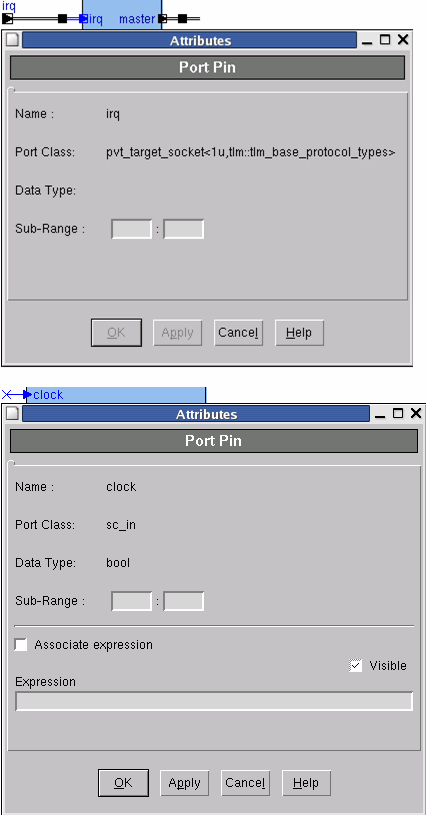 irq
irq master
Attributes
Port Pin
Name : irq
Port Class: pvt_target_socket<1u,tlm::tlm_base_protocol_types>
Data Type:
Sub-Range : :
OK Apply Cancel Help
clock
Attributes
Port Pin
Name : clock
Port Class: sc_in
Data Type: bool
Sub-Range : :
Associate expression
Visible
Expression
OK Apply Cancel Help